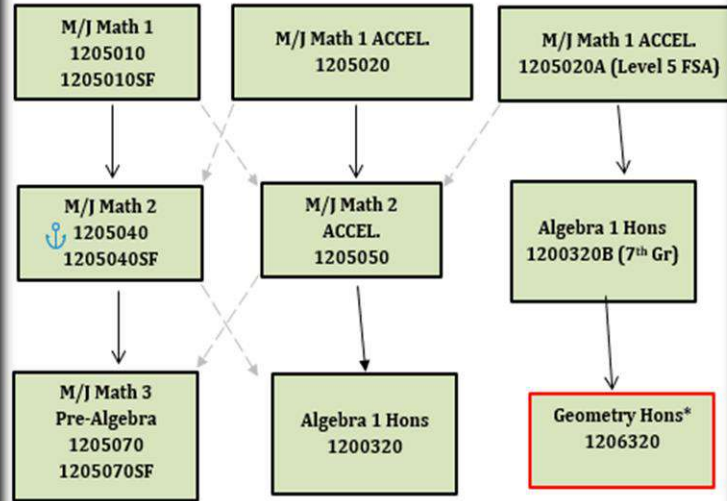 M/J Math 1
1205010
1205010SF
M/J Math 1 ACCEL.
1205020
M/J Math 1 ACCEL.
1205020A (Level 5 FSA)
M/J Math 2
1205040
1205040SF
M/J Math 2
ACCEL.
1205050
Algebra 1 Hons
1200320B (7th Gr)
M/J Math 3
Pre-Algebra
1205070
1205070SF
Algebra 1 Hons
1200320
Geometry Hons*
1206320